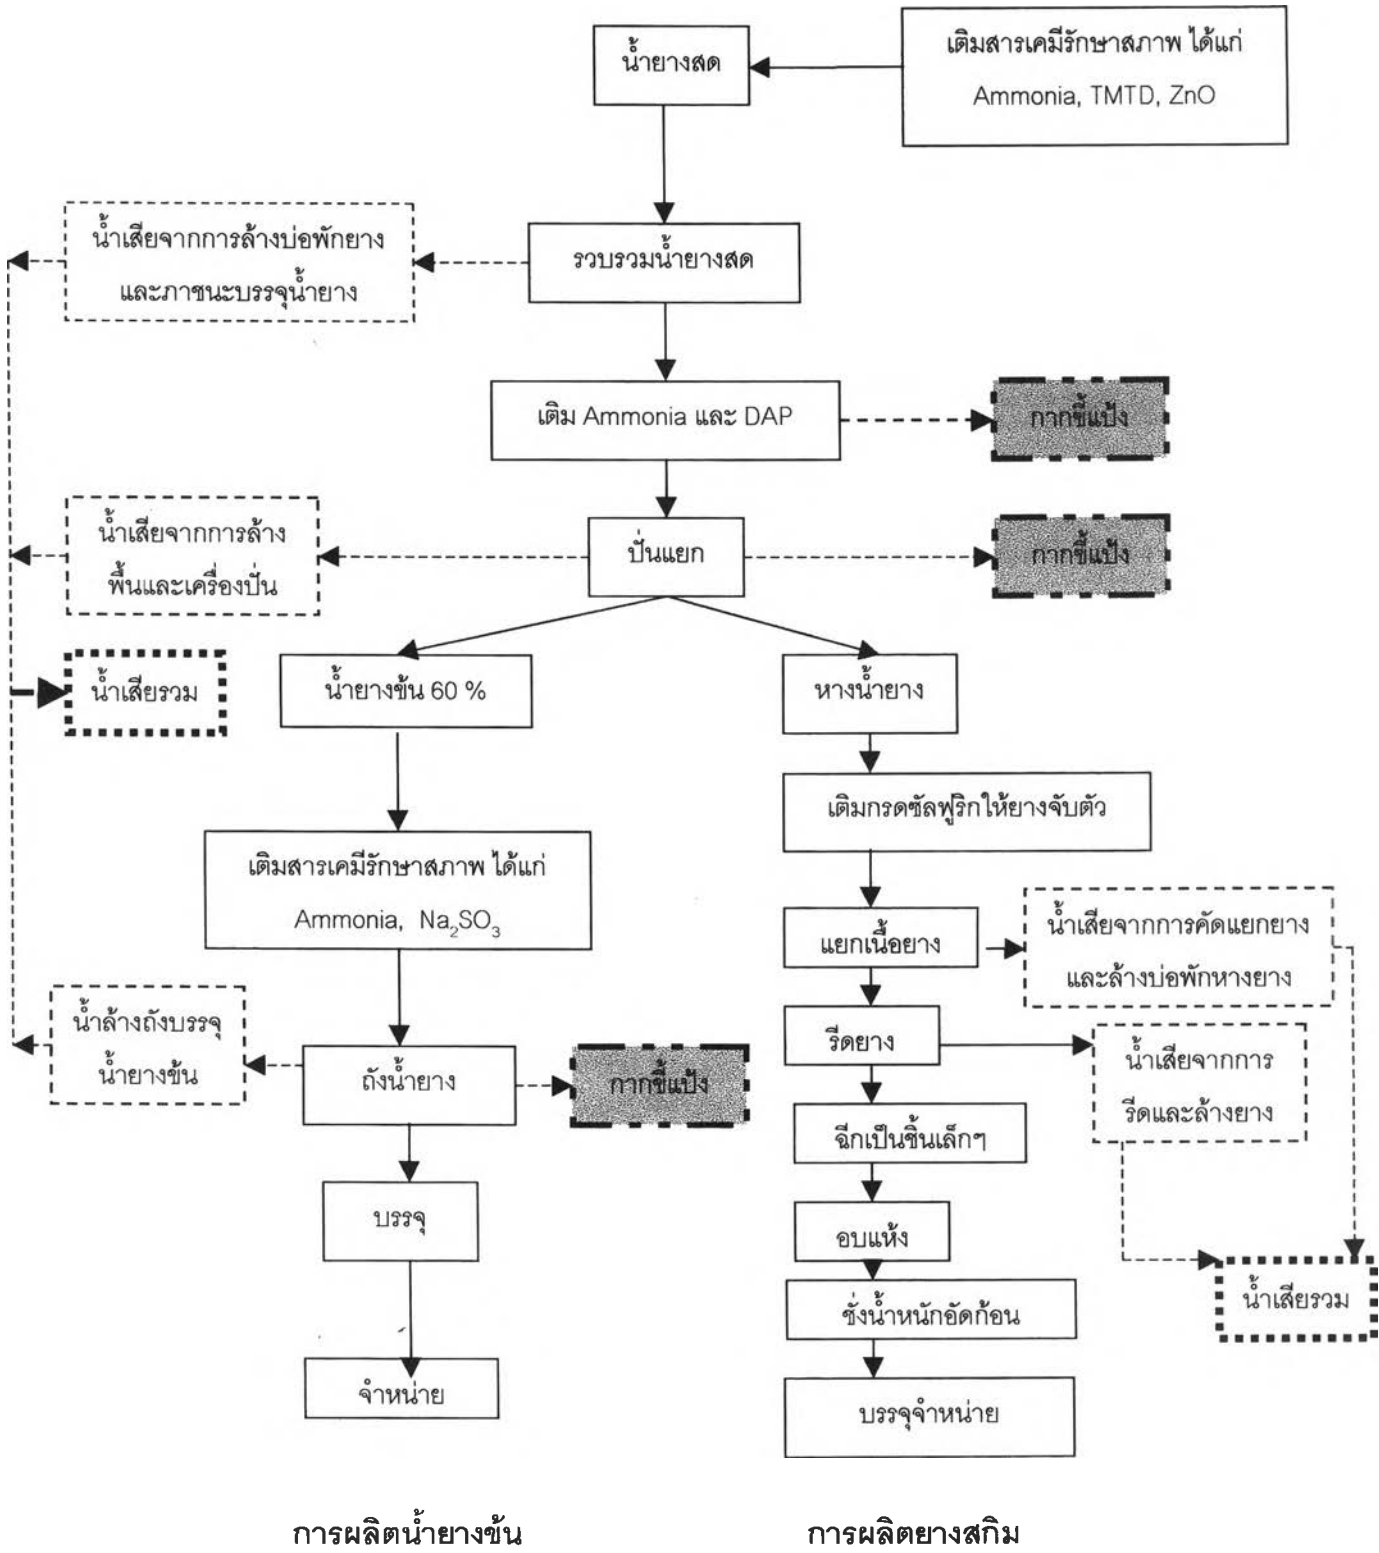 น้ำยางสด
เติมสารเคมีรักษาสภาพ ได้แก่
Ammonia, TMTD, ZnO
น้ำเสียจากการล้างบ่อพักยาง
และภาชนะบรรจุน้ำยาง
รวบรวมน้ำยางสด
เติม Ammonia และ DAP
กากขี้แป้ง
น้ำเสียจากการล้าง
พื้นและเครื่องปั่น
ปั่นแยก
กากขี้แป้ง
น้ำเสียรวม
น้ำยางข้น 60 %
หางน้ำยาง
เติมกรดซัลฟูริกให้ยางจับตัว
เติมสารเคมีรักษาสภาพ ได้แก่
Ammonia, Na₂SO₃
แยกเนื้อยาง
น้ำเสียจากการคัดแยกยาง
และล้างบ่อพักหางยาง
น้ำล้างถังบรรจุ
น้ำยางข้น
รีดยาง
น้ำเสียจากการ
รีดและล้างยาง
ถังน้ำยาง
กากขี้แป้ง
ฉีกเป็นชิ้นเล็กๆ
บรรจุ
อบแห้ง
ชั่งน้ำหนักอัดก้อน
น้ำเสียรวม
จำหน่าย
บรรจุจำหน่าย
การผลิตน้ำยางข้น
การผลิตยางสกิม